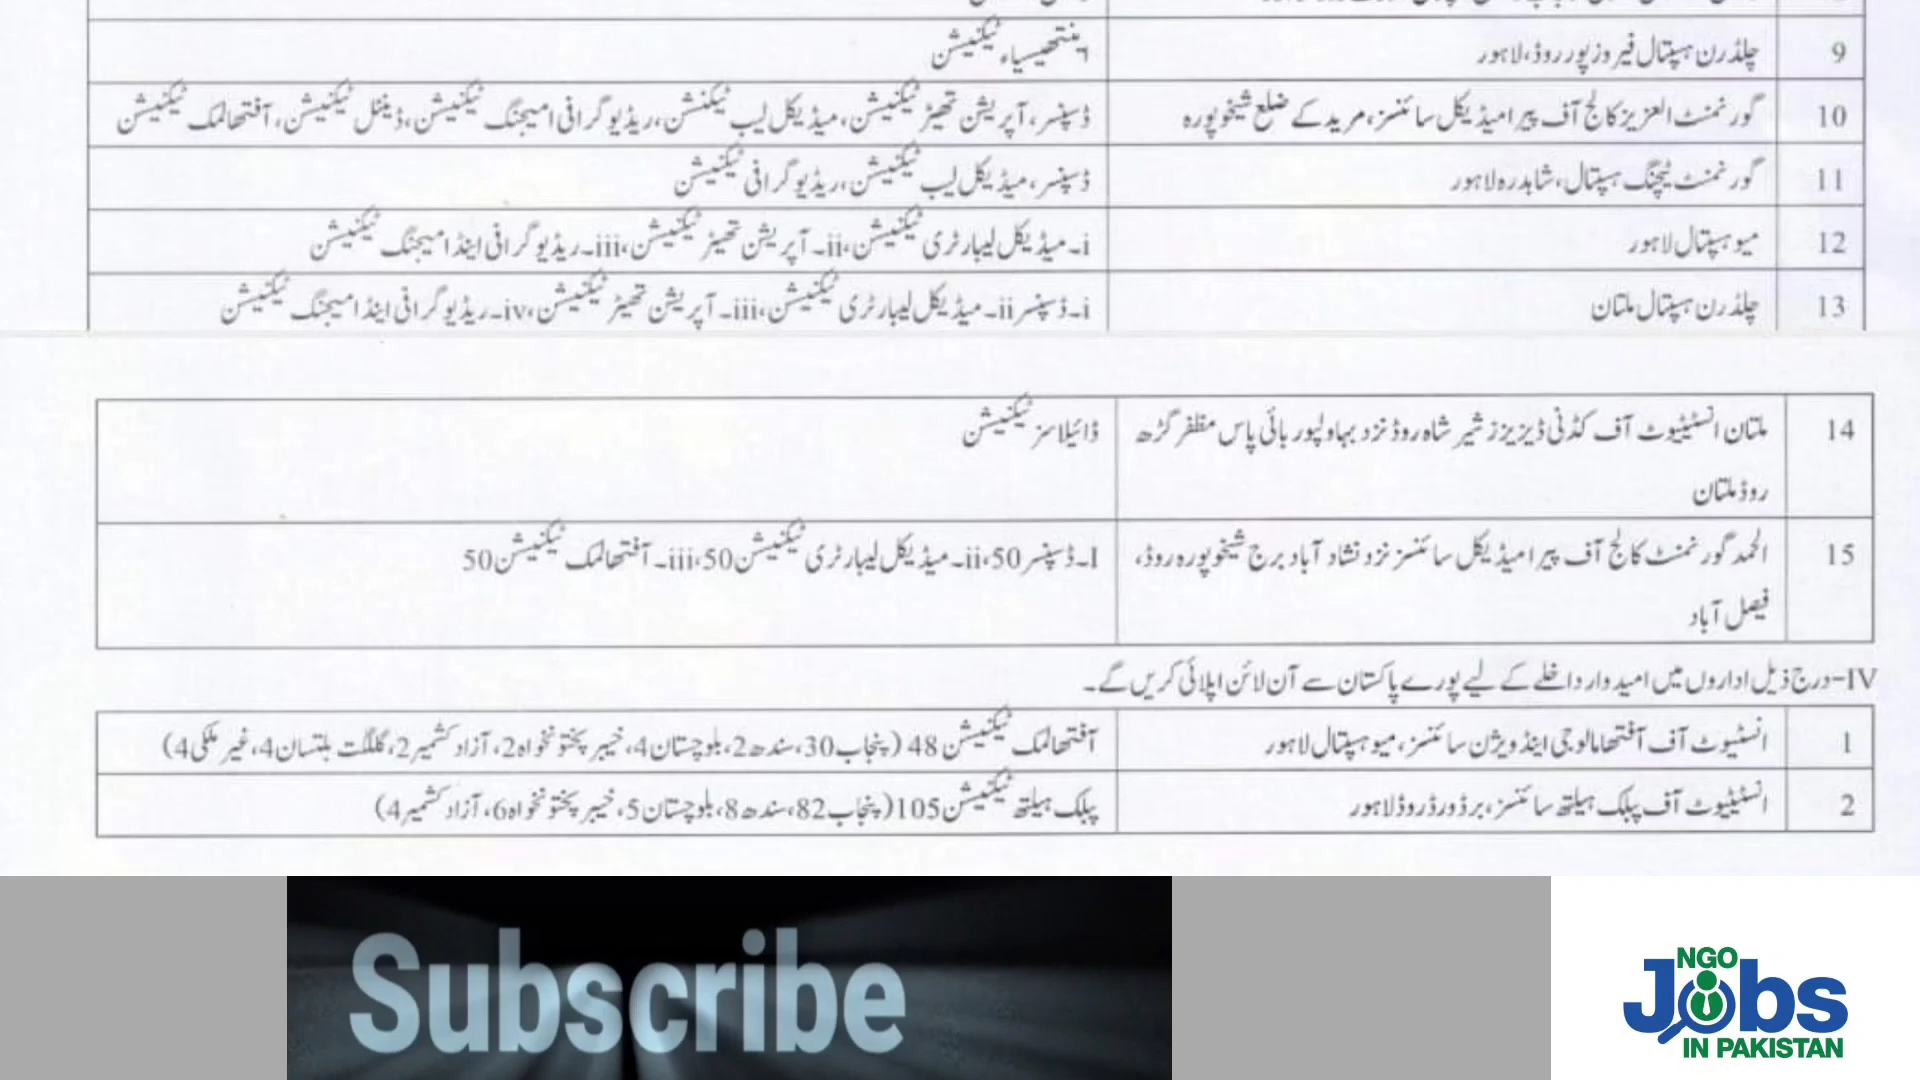 9 چلڈرن ہسپتال فیروز پور روڈ، لاہور
10 گورنمنٹ العزیز کالج آف پیرامیڈیکل سائنسز، مریدکے ضلع شیخوپورہ ڈسپنسر، آپریشن تھیٹر ٹیکنیشن، میڈیکل لیب ٹیکنشن، ریڈیوگرافی امیجنگ ٹیکنیشن، ڈینٹل ٹیکنیشن، آفتھالمک ٹیکنیشن
11 گورنمنٹ ٹیچنگ ہسپتال، شاہدرہ لاہور ڈسپنسر، میڈیکل لیب ٹیکنیشن، ریڈیوگرافی ٹیکنیشن
12 میو ہسپتال لاہور i۔ میڈیکل لیبارٹری ٹیکنیشن، ii۔ آپریشن تھیٹر ٹیکنیشن، iii۔ ریڈیوگرافی اینڈ امیجنگ ٹیکنیشن
13 چلڈرن ہسپتال ملتان i۔ ڈسپنسر ii۔ میڈیکل لیبارٹری ٹیکنیشن، iii۔ آپریشن تھیٹر ٹیکنیشن، iv۔ ریڈیوگرافی اینڈ امیجنگ ٹیکنیشن
14 ملتان انسٹیٹیوٹ آف کڈنی ڈیزیزز شیر شاہ روڈ نزد بہاولپور بائی پاس مظفر گڑھ ڈائیلاسز ٹیکنیشن
روڈ ملتان
15 الحمد گورنمنٹ کالج آف پیرامیڈیکل سائنسز نزد نشاد آباد برج شیخوپورہ روڈ، I۔ ڈسپنسر 50، ii۔ میڈیکل لیبارٹری ٹیکنیشن 50، iii۔ آفتھالمک ٹیکنیشن 50
فیصل آباد
IV- درج ذیل اداروں میں امیدوار داخلے کے لیے پورے پاکستان سے آن لائن اپلائی کریں گے۔
1 انسٹیٹیوٹ آف آفتھامالوجی اینڈ ویژن سائنسز، میو ہسپتال لاہور آفتھالمک ٹیکنیشن 48 (پنجاب 30، سندھ 2، بلوچستان 4، خیبر پختونخواہ 2، آزاد کشمیر 2، گلگت بلتسان 4، غیر ملکی 4)
2 انسٹیٹیوٹ آف پبلک ہیلتھ سائنسز، برڈورڈ روڈ لاہور پبلک ہیلتھ ٹیکنیشن 105 (پنجاب 82، سندھ 8، بلوچستان 5، خیبر پختونخواہ 6، آزاد کشمیر 4)
Subscribe
NGO
Jobs
IN PAKISTAN